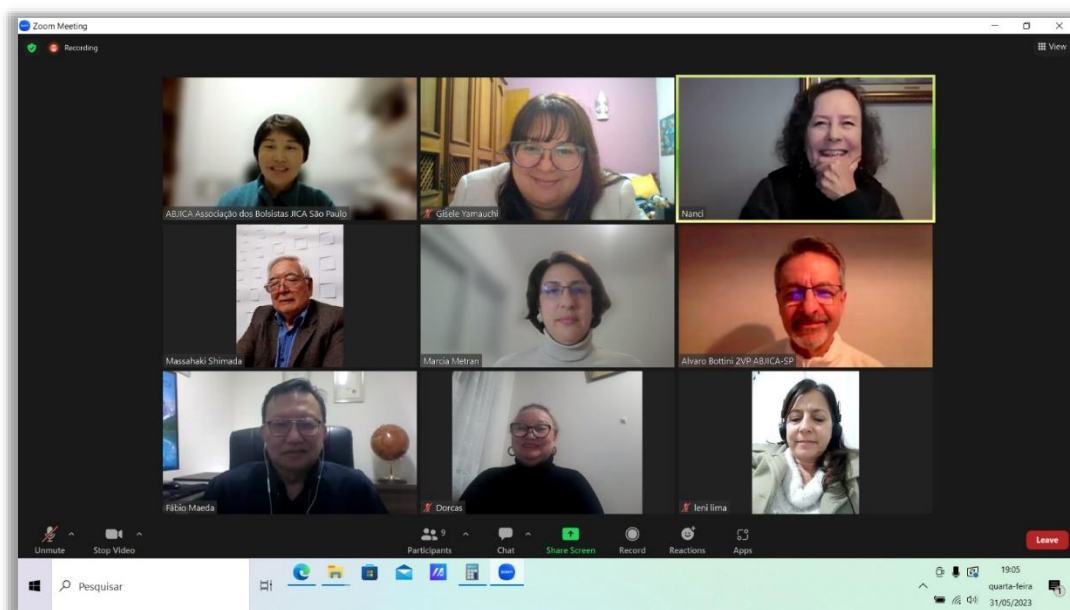 Zoom Meeting
Recording
View
ABJICA Associação dos Bolsistas JICA São Paulo
Gisele Yamauchi
Nanci
Massahaki Shimada
Marcia Metran
Alvaro Bottini 2VP ABJICA-SP
Fábio Maeda
Dorcas
Ieni lima
Unmute
Stop Video
9
Participants
Chat
Share Screen
Record
Reactions
Apps
Leave
Pesquisar
19:05
quarta-feira
31/05/2023
1